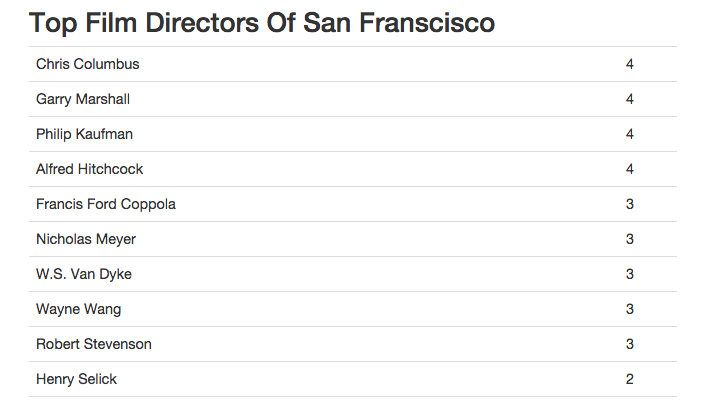 Top Film Directors Of San Franscisco
Chris Columbus 4
Garry Marshall 4
Philip Kaufman 4
Alfred Hitchcock 4
Francis Ford Coppola 3
Nicholas Meyer 3
W.S. Van Dyke 3
Wayne Wang 3
Robert Stevenson 3
Henry Selick 2